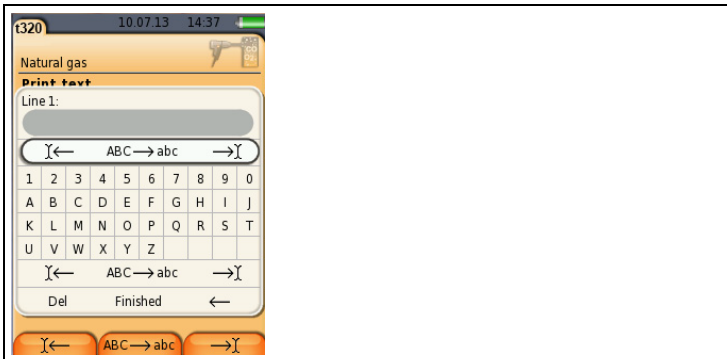 t320 10.07.13 14:37
Natural gas
Print text
Line 1:
ABC→abc
1 2 3 4 5 6 7 8 9 0
A B C D E F G H I J
K L M N O P Q R S T
U V W X Y Z
ABC→abc
Del Finished ←
ABC→abc